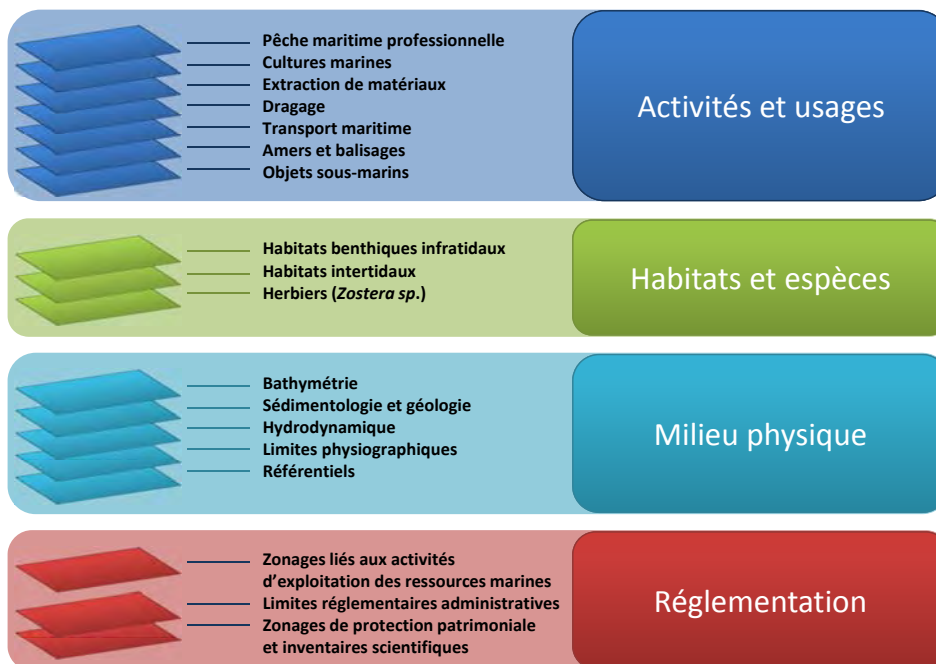 Pêche maritime professionnelle
Cultures marines
Extraction de matériaux
Dragage
Transport maritime
Amers et balisages
Objets sous-marins
Activités et usages
Habitats benthiques infratidaux
Habitats intertidaux
Herbiers (Zostera sp.)
Habitats et espèces
Bathymétrie
Sédimentologie et géologie
Hydrodynamique
Limites physiographiques
Référentiels
Milieu physique
Zonages liés aux activités
d’exploitation des ressources marines
Limites réglementaires administratives
Zonages de protection patrimoniale
et inventaires scientifiques
Réglementation